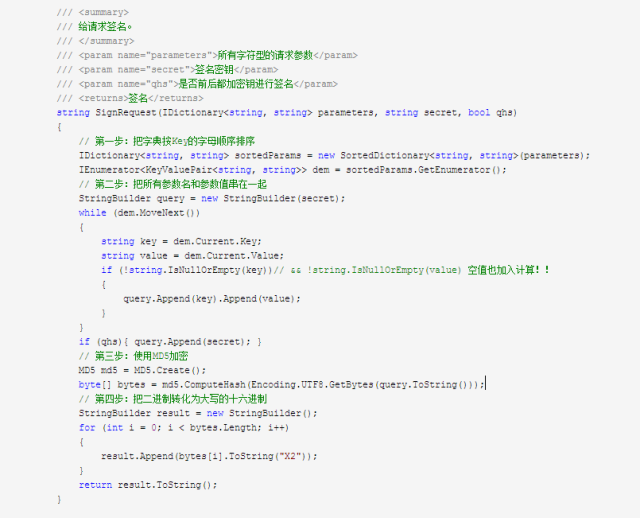 /// <summary>
/// 给请求签名。
/// </summary>
/// <param name="parameters">所有字符型的请求参数</param>
/// <param name="secret">签名密钥</param>
/// <param name="qhs">是否前后都加密钥进行签名</param>
/// <returns>签名</returns>
string SignRequest(IDictionary<string, string> parameters, string secret, bool qhs)
{
// 第一步：把字典按Key的字母顺序排序
IDictionary<string, string> sortedParams = new SortedDictionary<string, string>(parameters);
IEnumerator<KeyValuePair<string, string>> dem = sortedParams.GetEnumerator();
// 第二步：把所有参数名和参数值串在一起
StringBuilder query = new StringBuilder(secret);
while (dem.MoveNext())
{
string key = dem.Current.Key;
string value = dem.Current.Value;
if (!string.IsNullOrEmpty(key))// && !string.IsNullOrEmpty(value) 空值也加入计算！！
{
query.Append(key).Append(value);
}
}
if (qhs){ query.Append(secret); }
// 第三步：使用MD5加密
MD5 md5 = MD5.Create();
byte[] bytes = md5.ComputeHash(Encoding.UTF8.GetBytes(query.ToString()));
// 第四步：把二进制转化为大写的十六进制
StringBuilder result = new StringBuilder();
for (int i = 0; i < bytes.Length; i++)
{
result.Append(bytes[i].ToString("X2"));
}
return result.ToString();
}